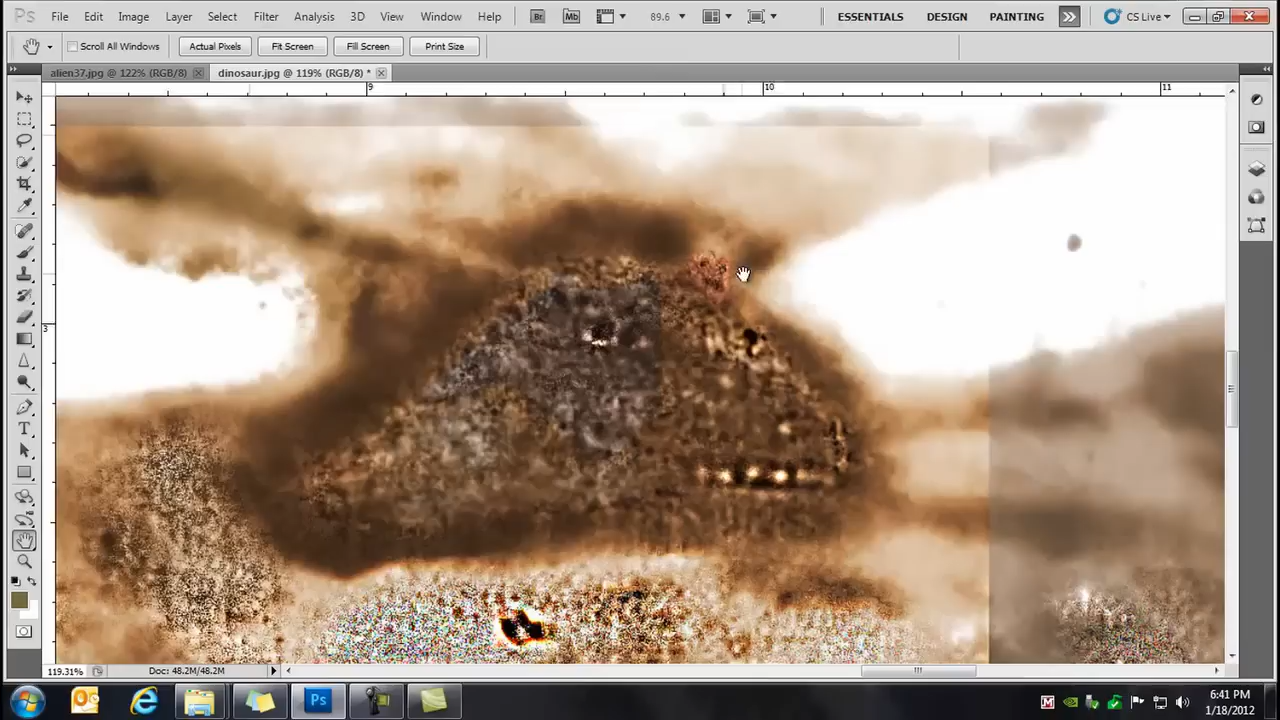 Ps File Edit Image Layer Select Filter Analysis 3D View Window Help Br Mb 89.6 ESSENTIALS DESIGN PAINTING CS Live
Scroll All Windows Actual Pixels Fit Screen Fill Screen Print Size
alien37.jpg @ 122% (RGB/8) dinosaur.jpg @ 119% (RGB/8) *
9 10 11
3
T
119.31% Doc: 48.2M/48.2M
Ps M 6:41 PM
1/18/2012